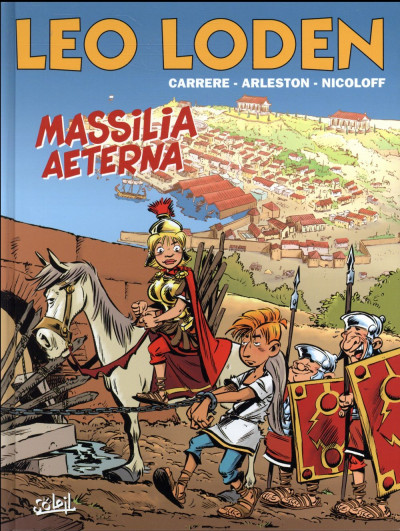 LEO LODEN
CARRERE - ARLESTON - NICOLOFF
MASSILIA
AETERNA
SOLEIL